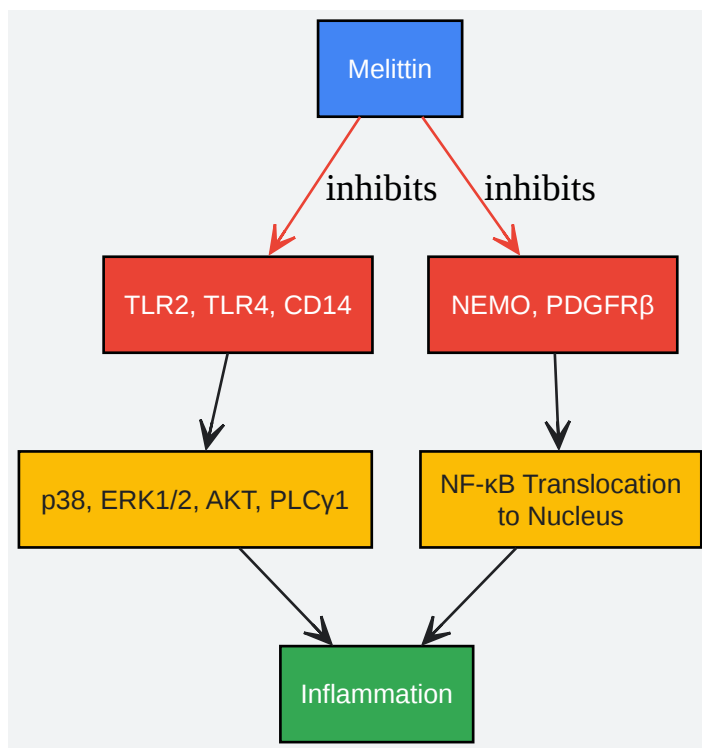 Melittin
inhibits
inhibits
TLR2, TLR4, CD14
NEMO, PDGFRβ
p38, ERK1/2, AKT, PLCγ1
NF-κB Translocation
to Nucleus
Inflammation